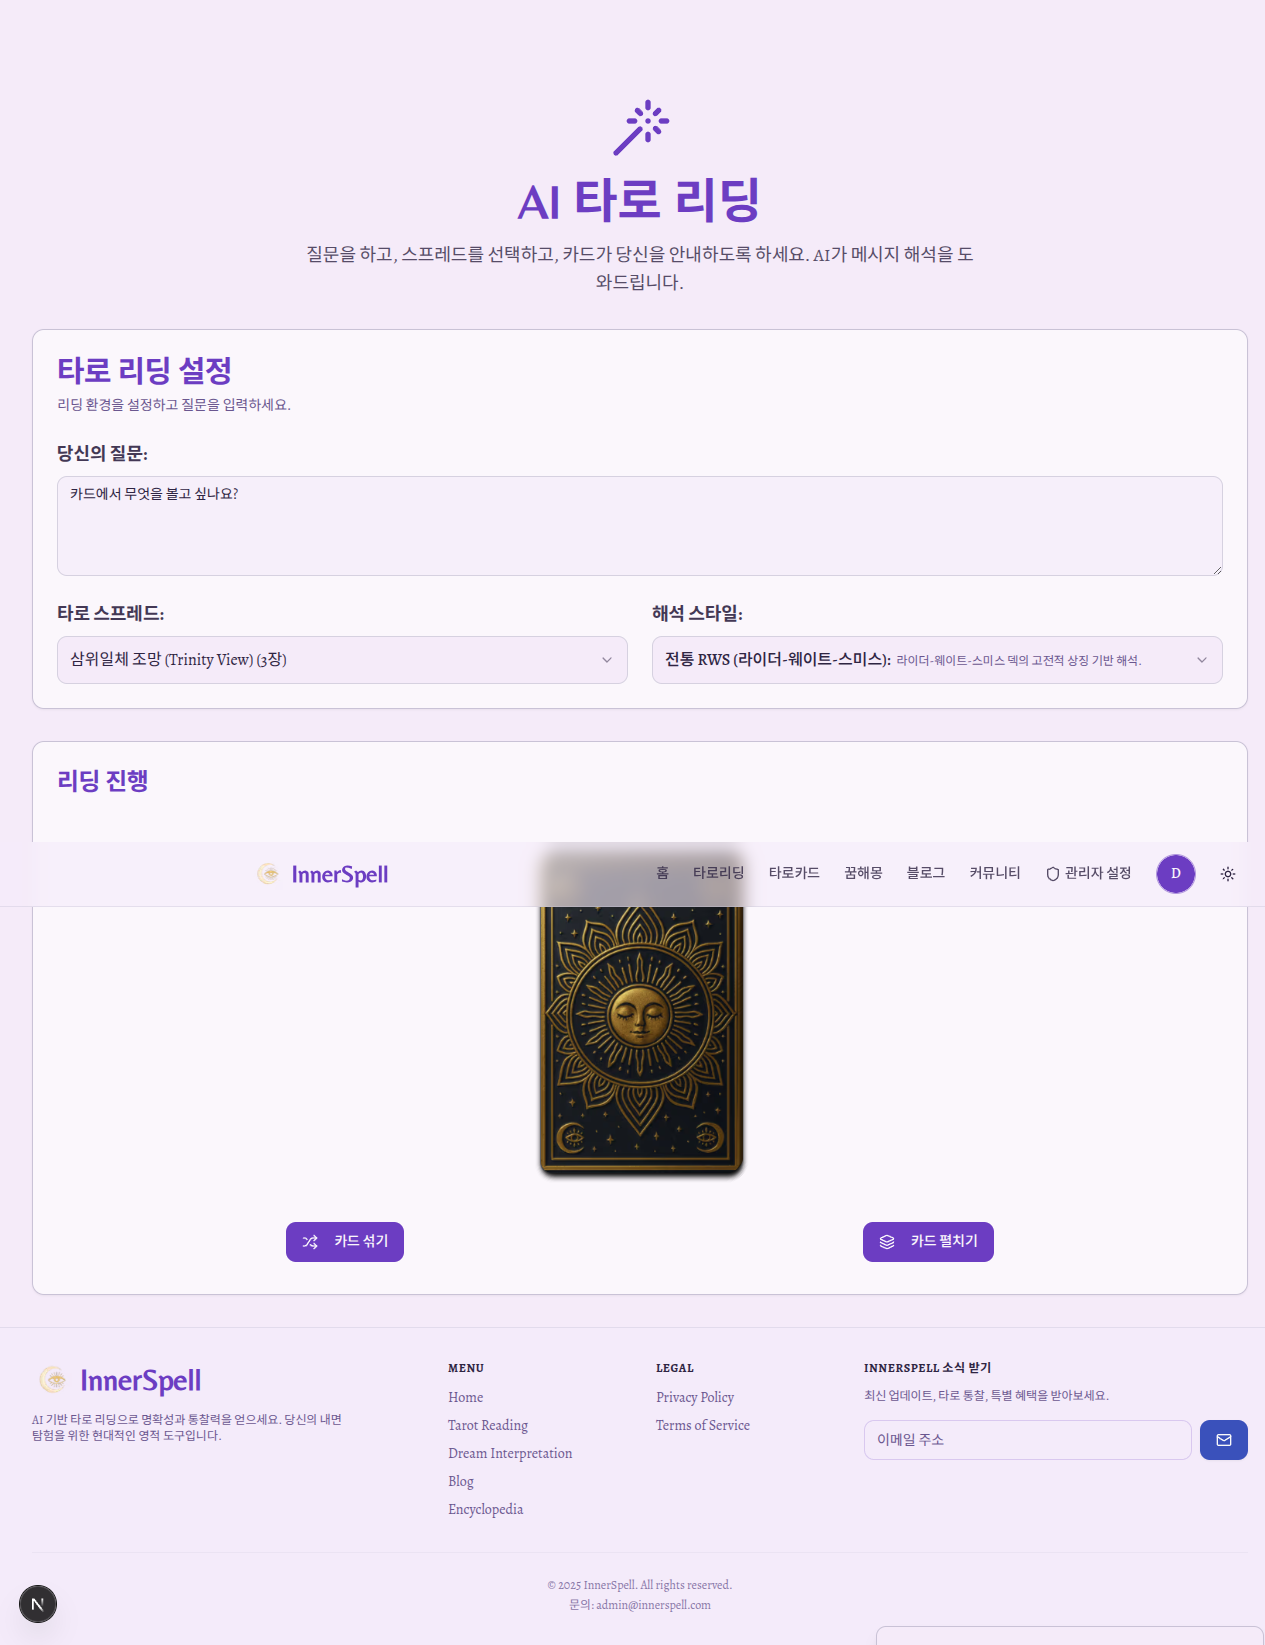 AI 타로 리딩
질문을 하고, 스프레드를 선택하고, 카드가 당신을 안내하도록 하세요. AI가 메시지 해석을 도
와드립니다.
타로 리딩 설정
리딩 환경을 설정하고 질문을 입력하세요.
당신의 질문:
카드에서 무엇을 볼고 싶나요?
타로 스프레드:
삼위일체 조망 (Trinity View) (3장)
해석 스타일:
전통 RWS (라이더-웨이트-스미스): 라이더-웨이트-스미스 덱의 고전적 상징 기반 해석.
리딩 진행
InnerSpell 홈 타로리딩 타로카드 꿈해몽 블로그 커뮤니티 관리자 설정 D
카드 섞기
카드 펼치기
InnerSpell
AI 기반 타로 리딩으로 명확성과 통찰력을 얻으세요. 당신의 내면
탐험을 위한 현대적인 영적 도구입니다.
MENU
Home
Tarot Reading
Dream Interpretation
Blog
Encyclopedia
LEGAL
Privacy Policy
Terms of Service
INNERSPELL 소식 받기
최신 업데이트, 타로 통찰, 특별 혜택을 받아보세요.
이메일 주소
© 2025 InnerSpell. All rights reserved.
문의: admin@innerspell.com
N